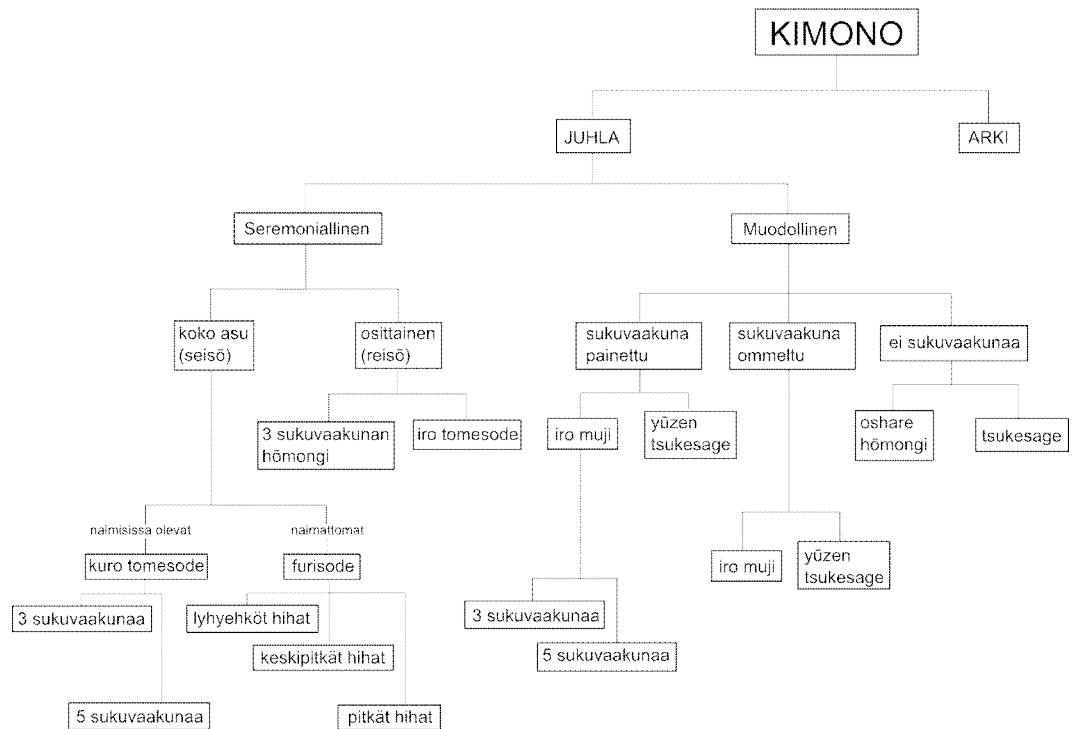 KIMONO
JUHLA
ARKI
Seremoniallinen
Muodollinen
koko asu
(seisō)
osittainen
(reisō)
sukuvaakuna
painettu
sukuvaakuna
ommeltu
ei sukuvaakunaa
3 sukuvaakunan
hōmongi
iro tomesode
iro muji
yūzen
tsukesage
oshare
hōmongi
tsukesage
naimisissa olevat
naimattomat
kuro tomesode
furisode
iro muji
yūzen
tsukesage
3 sukuvaakunaa
lyhyehköt hihat
3 sukuvaakunaa
keskipitkät hihat
5 sukuvaakunaa
5 sukuvaakunaa
pitkät hihat